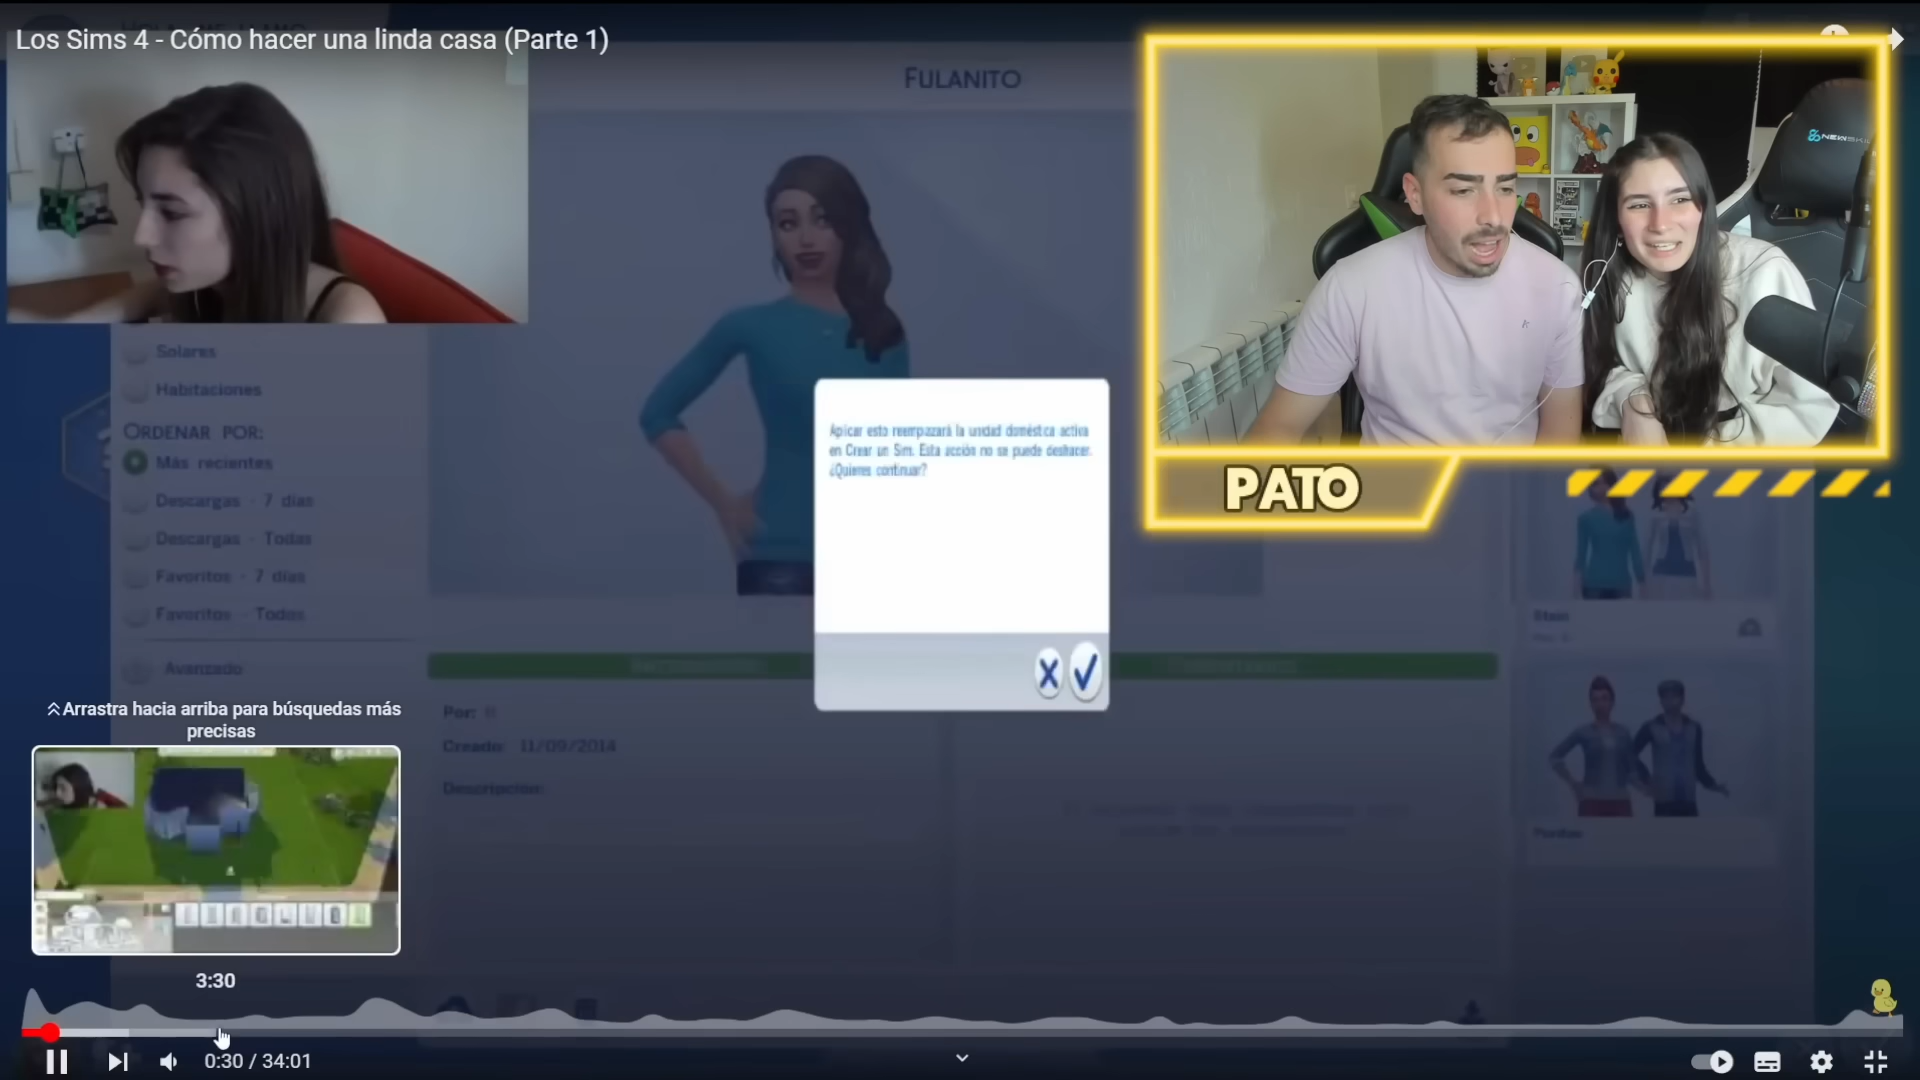 Los Sims 4 - Cómo hacer una linda casa (Parte 1)
FULANITO
NEWSKILL
PATO
Solares
Habitaciones
ORDENAR POR:
Más recientes
Descargas - 7 días
Descargas - Todas
Favoritos - 7 días
Favoritos - Todas
Avanzado
Aplicar esto reemplazará la unidad doméstica activa
en Crear un Sim. Esta acción no se puede deshacer.
¿Quieres continuar?
X
Por:
Creado: 11/09/2014
Descripción:
Arrastra hacia arriba para búsquedas más
precisas
3:30
0:30 / 34:01